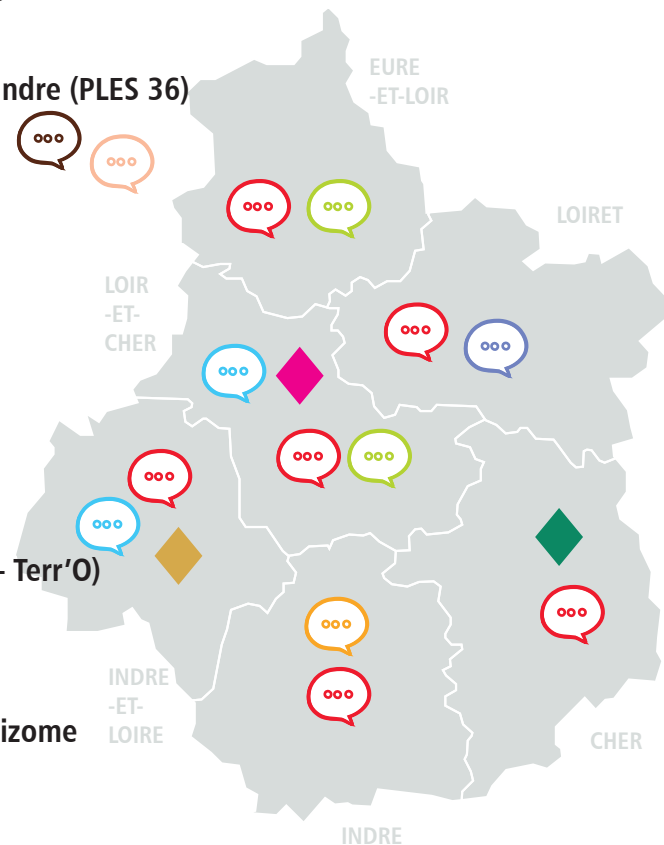 EURE
-ET-LOIR
ndre (PLES 36)
LOIRET
LOIR
-ET-
CHER
- Terr’O)
INDRE
-ET-
LOIRE
izome
CHER
INDRE